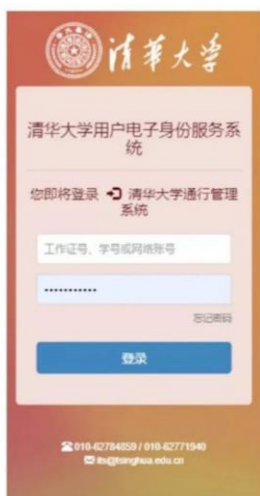 清华大学
清华大学用户电子身份服务系
统
您即将登录 清华大学通行管理
系统
工作证号、学号或网络账号
•••••••••••
忘记密码
登录
010-62784859 / 010-62771940
its@tsinghua.edu.cn